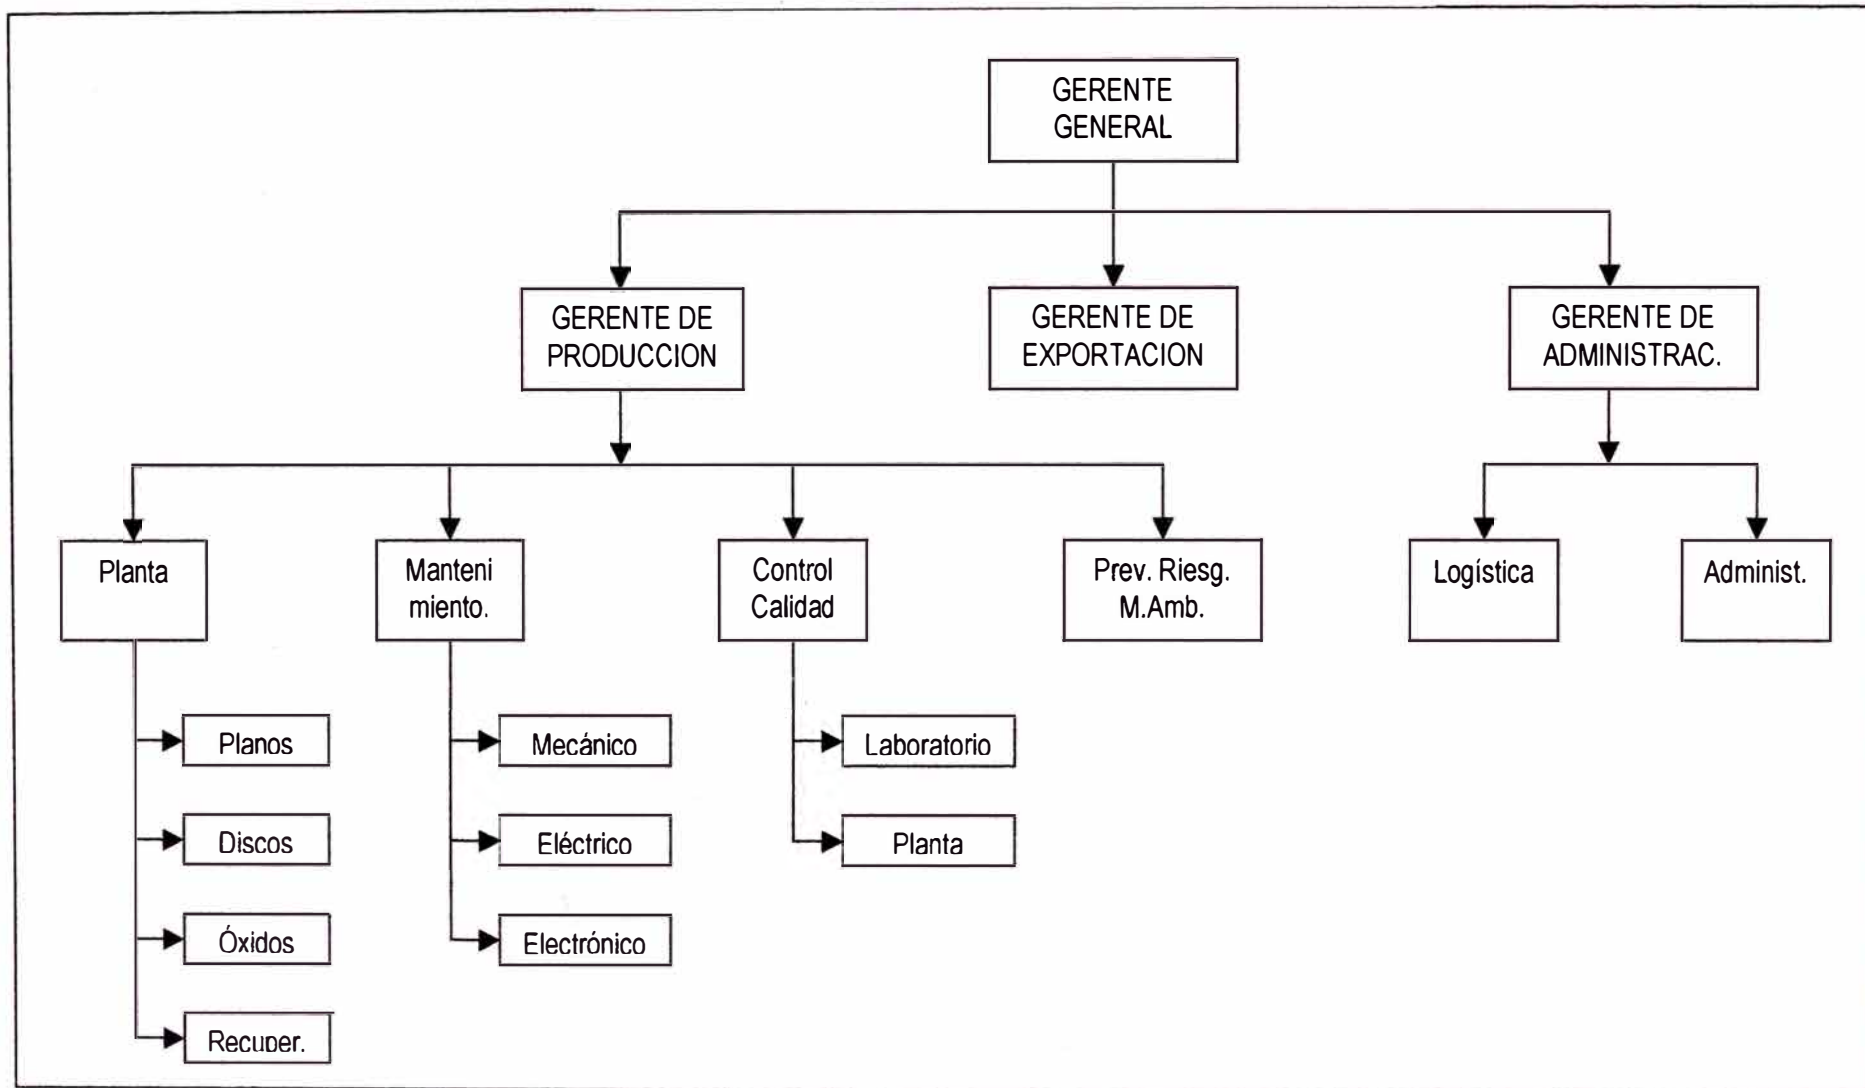 GERENTE
GENERAL
GERENTE DE
PRODUCCION
GERENTE DE
EXPORTACION
GERENTE DE
ADMINISTRAC.
Planta
Manteni
miento.
Control
Calidad
Prev. Riesg.
M.Amb.
Logística
Administ.
Planos
Mecánico
Laboratorio
Discos
Eléctrico
Planta
Óxidos
Electrónico
Recuper.